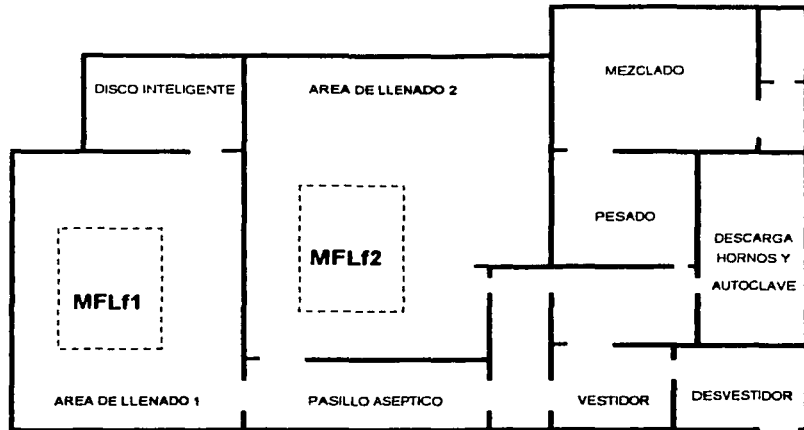 MEZCLADO
DISCO INTELIGENTE
AREA DE LLENADO 2
PESADO
DESCARGA
HORNOS Y
AUTOCLAVE
MFLf2
MFLf1
AREA DE LLENADO 1
PASILLO ASEPTICO
VESTIDOR
DESVESTIDOR